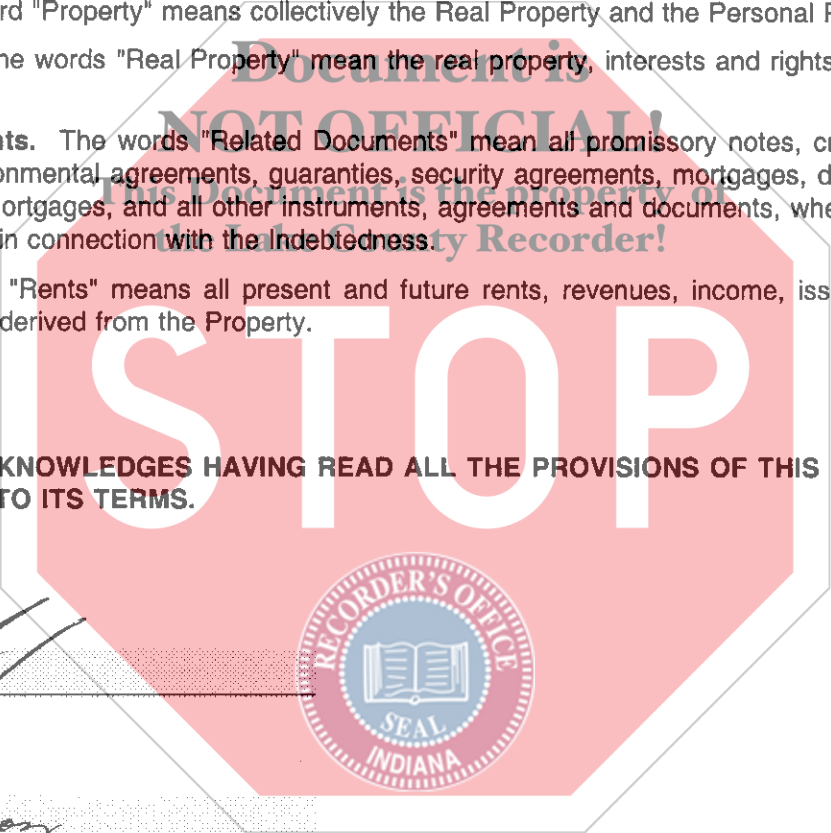 rd "Property" means collectively the Real Property and the Personal
he words "Real Property" mean the real property, interests and rights,
Document is
NOT OFFICIAL!
nts. The words "Related Documents" mean all promissory notes,
onmental agreements, guaranties, security agreements, mortgages,
This Document is the property of
ortgages, and all other instruments, agreements and documents,
in connection with the Indebtedness.
the Lake County Recorder!
"Rents" means all present and future rents, revenues, income,
derived from the Property.
STOP
KNOWLEDGES HAVING READ ALL THE PROVISIONS OF THIS
TO ITS TERMS.
RECORDER'S OFFICE
SEAL
INDIANA